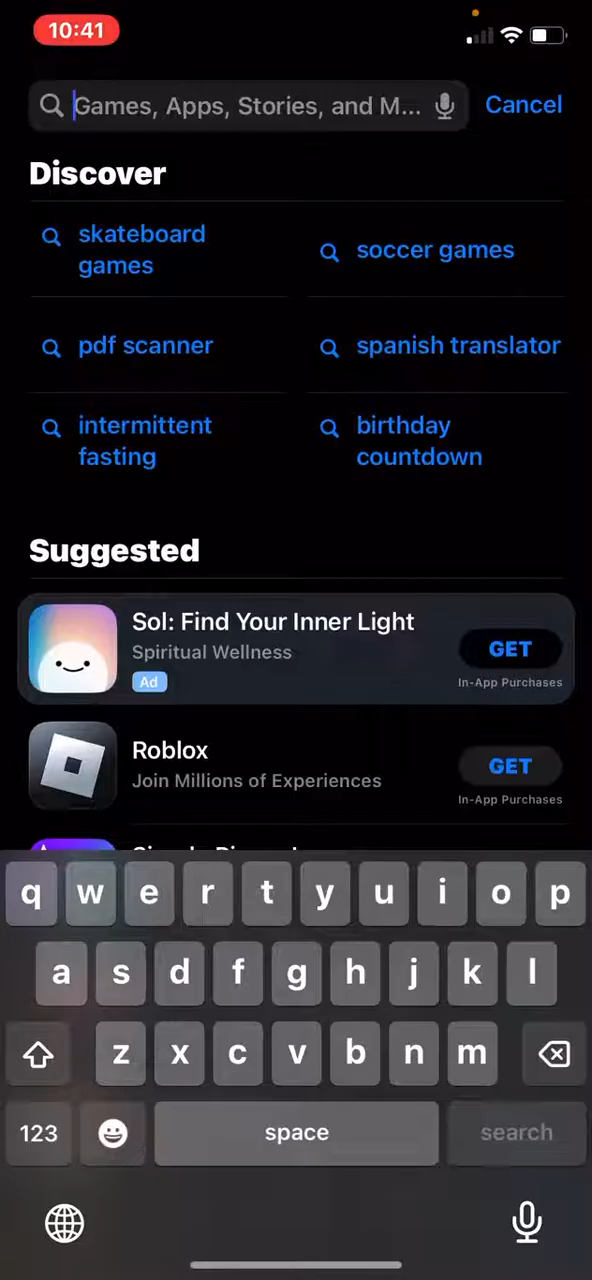 10:41
Games, Apps, Stories, and M...
Cancel
Discover
skateboard
games
soccer games
pdf scanner
spanish translator
intermittent
fasting
birthday
countdown
Suggested
Sol: Find Your Inner Light
Spiritual Wellness
Ad
GET
In-App Purchases
Roblox
Join Millions of Experiences
GET
In-App Purchases
q w e r t y u i o p
a s d f g h j k l
z x c v b n m
123
space
search